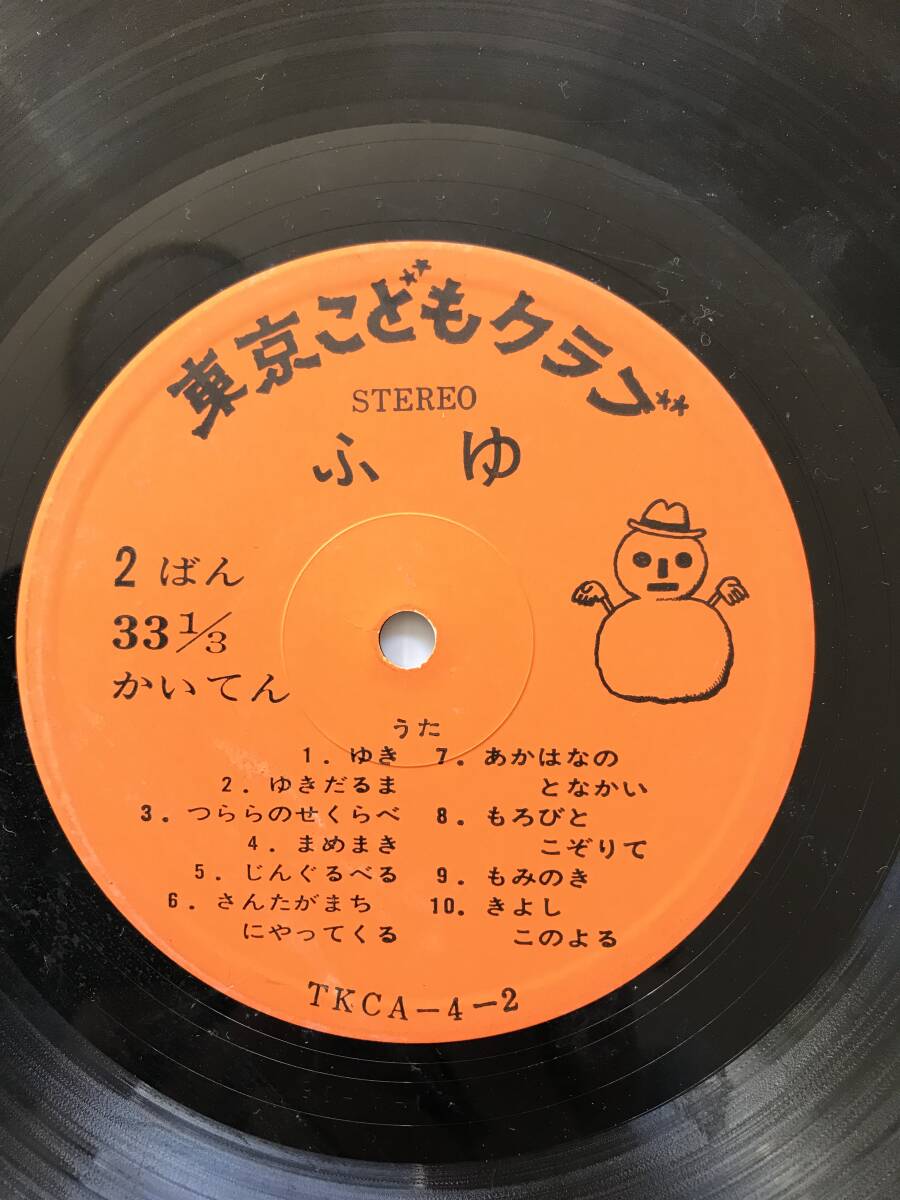 東京こどもクラブ
STEREO
ふゆ
2 ばん
33 1/3
かいてん
うた
1. ゆき
2. ゆきだるま
3. つららのせくらべ
4. まめまき
5. じんぐるべる
6. さんたがまち
にやってくる
7. あかはなの
となかい
8. もろびと
こぞりて
9. もみのき
10. きよし
このよる
TKCA-4-2